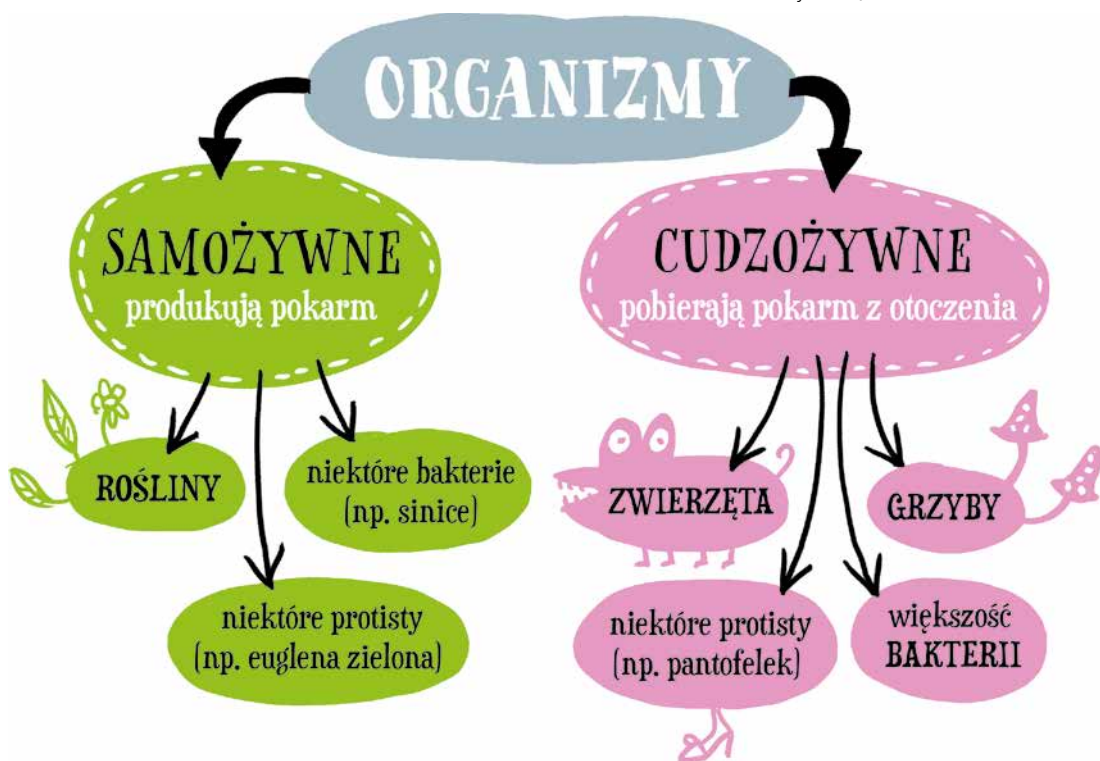 ORGANIZMY
SAMOŻYWNE
produkują pokarm
CUDZOŻYWNE
pobierają pokarm z otoczenia
ROŚLINY
niektóre bakterie
(np. sinice)
niektóre protisty
(np. euglena zielona)
ZWIERZĘTA
GRZYBY
niektóre protisty
(np. pantofelek)
większość
BAKTERII